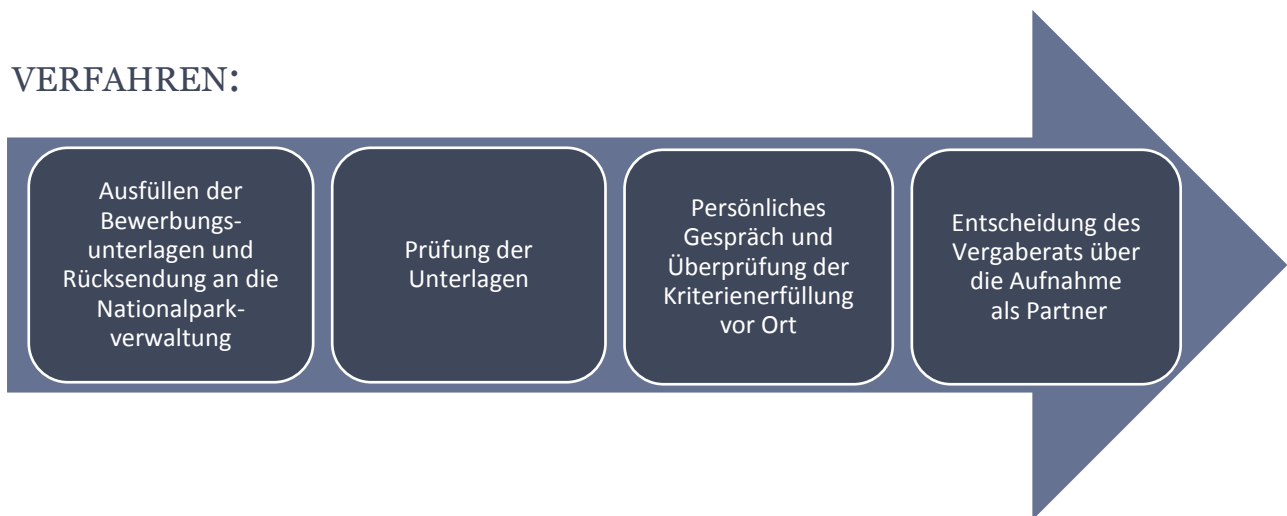 VERFAHREN:
Ausfüllen der
Bewerbungs-
unterlagen und
Rücksendung an die
Nationalpark-
verwaltung
Prüfung der
Unterlagen
Persönliches
Gespräch und
Überprüfung der
Kriterienerfüllung
vor Ort
Entscheidung des
Vergaberats über
die Aufnahme
als Partner